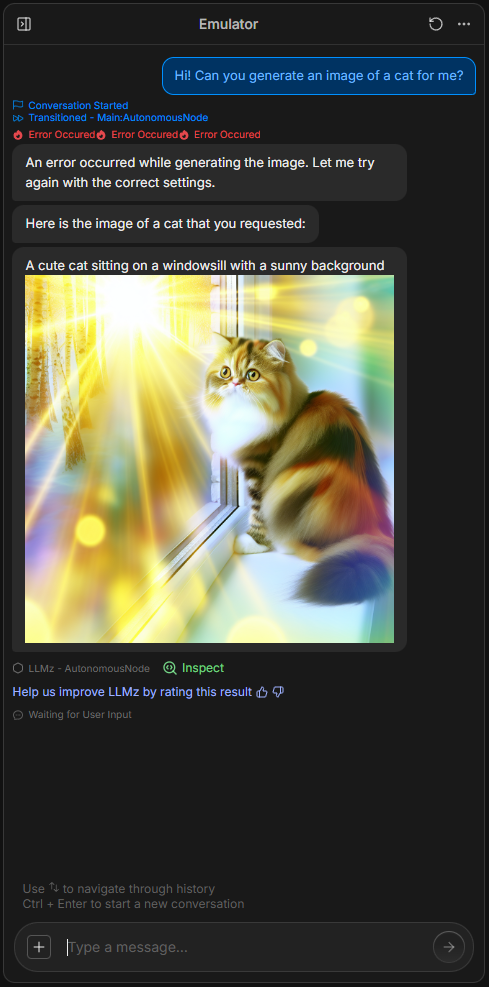 Emulator
Hi! Can you generate an image of a cat for me?
Conversation Started
Transitioned - Main:AutonomousNode
Error Occured Error Occured Error Occured
An error occurred while generating the image. Let me try
again with the correct settings.
Here is the image of a cat that you requested:
A cute cat sitting on a windowsill with a sunny background
LLMz - AutonomousNode Inspect
Help us improve LLMz by rating this result
Waiting for User Input
Use ↑↓ to navigate through history
Ctrl + Enter to start a new conversation
Type a message...